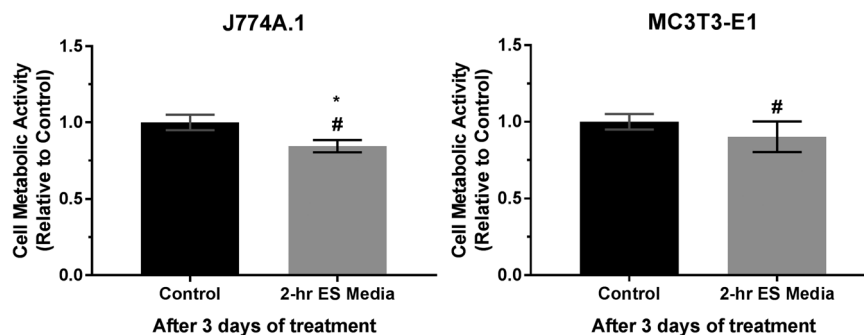 J774A.1
Cell Metabolic Activity
(Relative to Control)
1.5
1.0
0.5
0.0
*
#
Control
2-hr ES Media
After 3 days of treatment
MC3T3-E1
Cell Metabolic Activity
(Relative to Control)
1.5
1.0
0.5
0.0
#
Control
2-hr ES Media
After 3 days of treatment